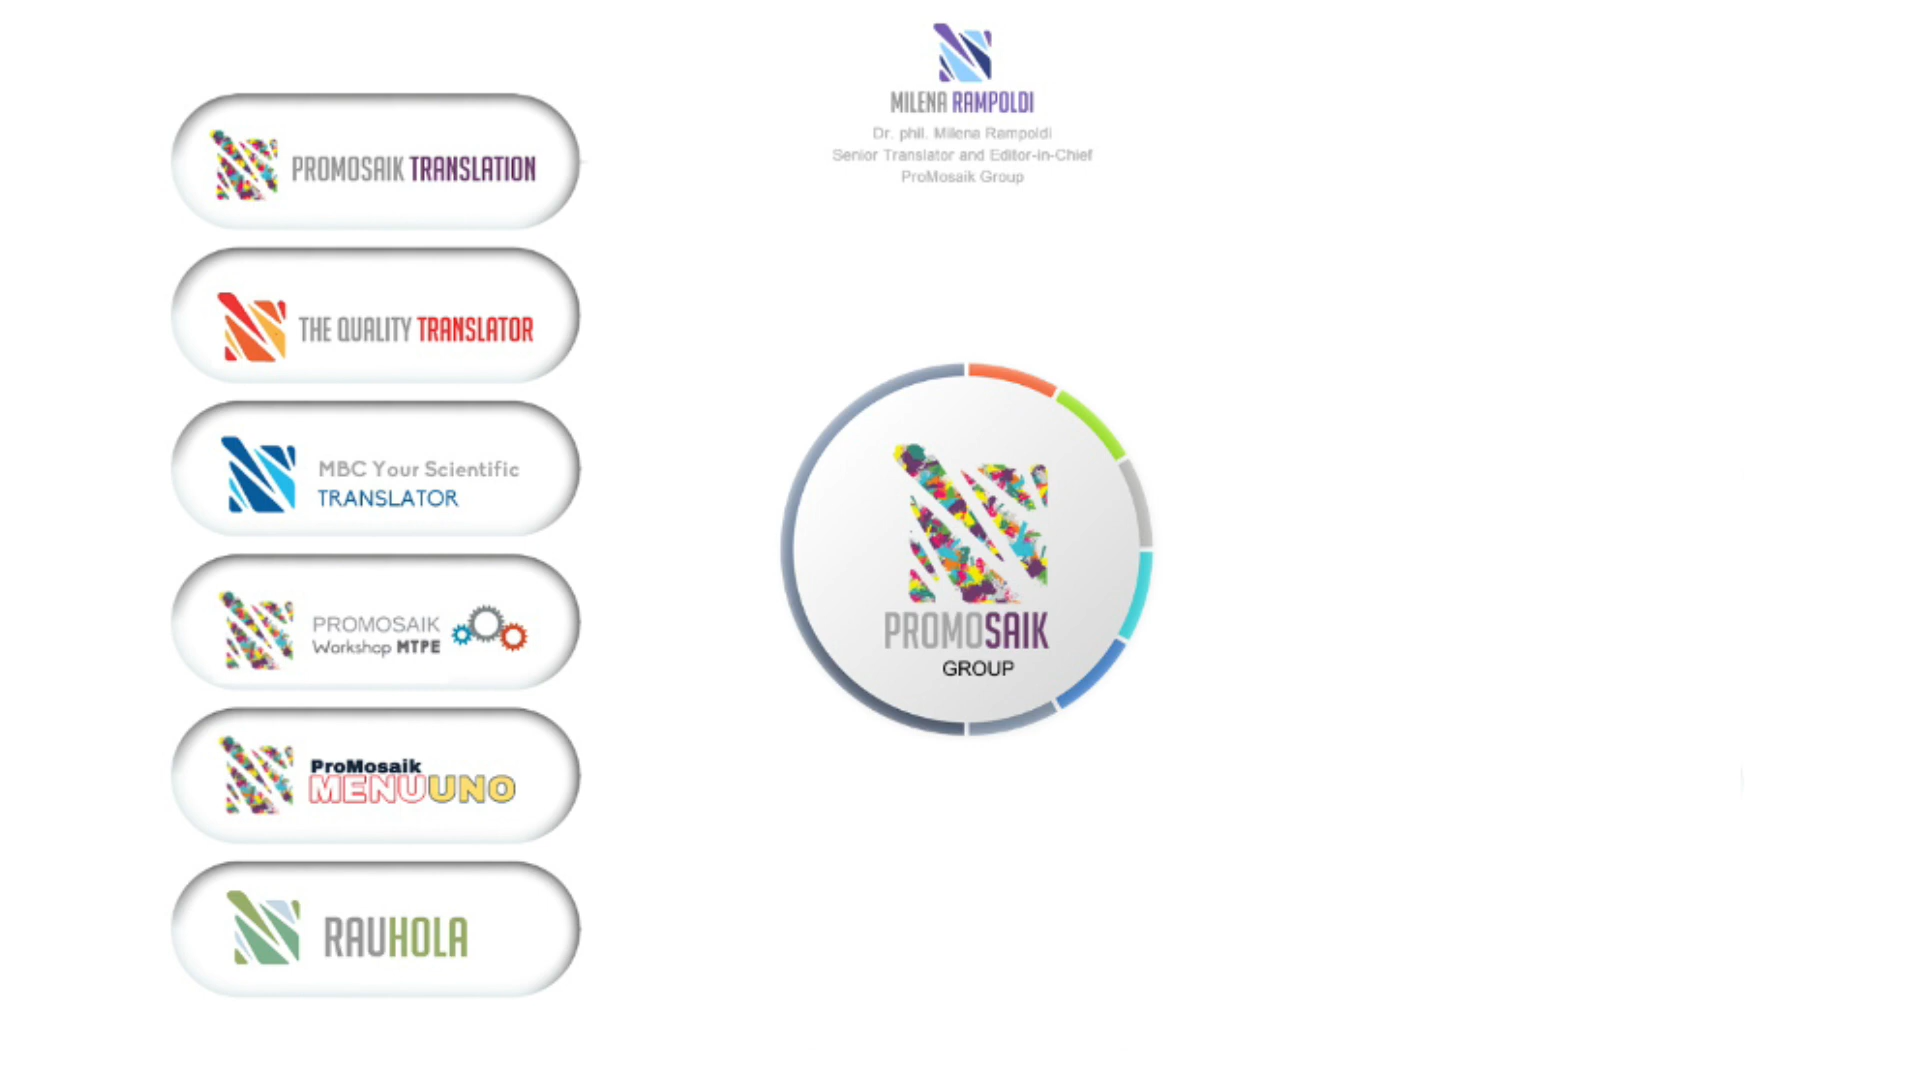 MILENA RAMPOLDI
Dr. phil. Milena Rampoldi
Senior Translator and Editor-in-Chief
ProMosaik Group
PROMOSAIK TRANSLATION
THE QUALITY TRANSLATOR
MBC Your Scientific
TRANSLATOR
PROMOSAIK
Workshop MTPE
ProMosaik
MENUUNO
RAUHOLA
PROMOSAIK
GROUP